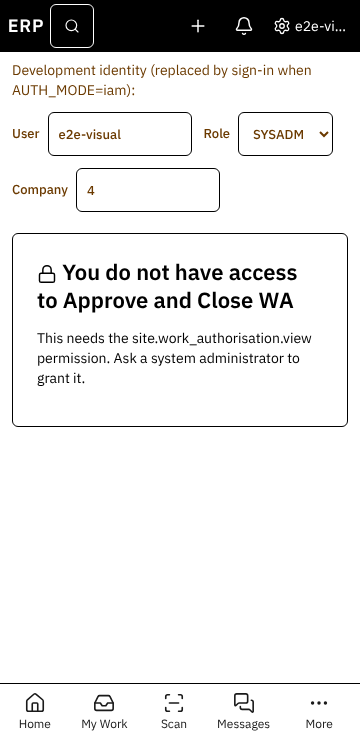 ERP
e2e-vi...
Development identity (replaced by sign-in when
AUTH_MODE=iam):
User e2e-visual Role SYSADM
Company 4
You do not have access
to Approve and Close WA
This needs the site.work_authorisation.view
permission. Ask a system administrator to
grant it.
Home My Work Scan Messages More